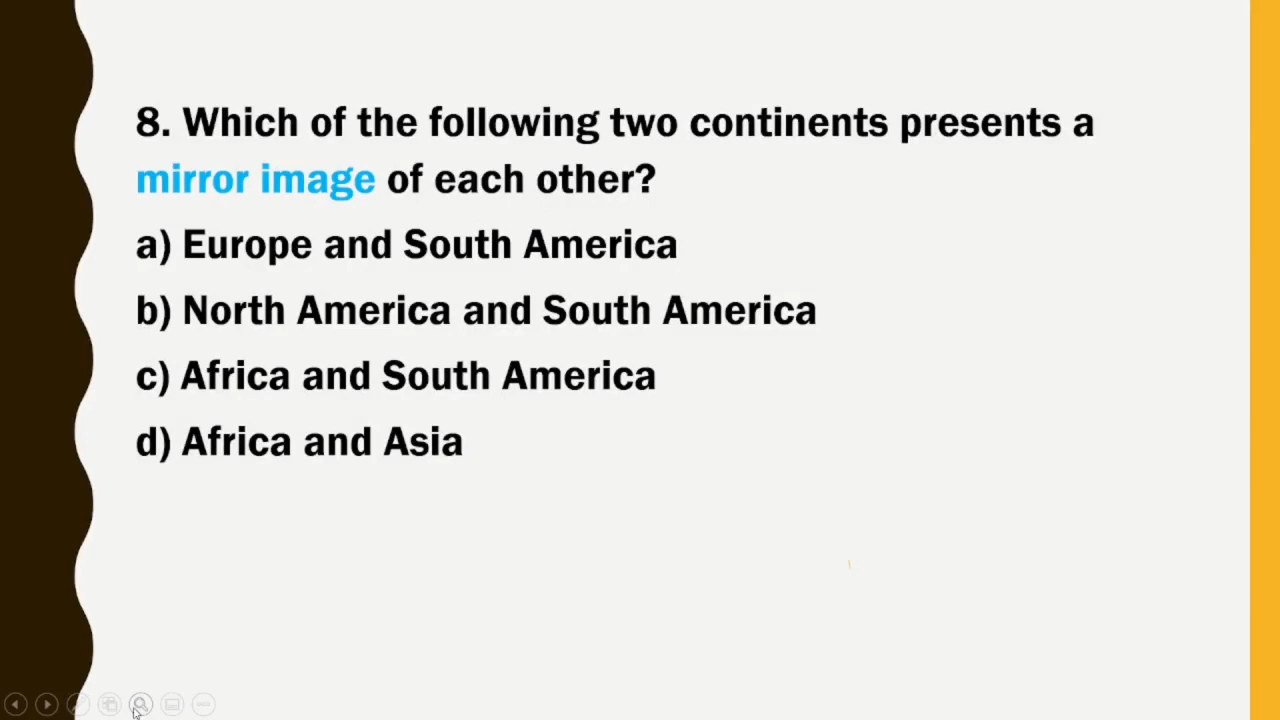 8. Which of the following two continents presents a
mirror image of each other?
a) Europe and South America
b) North America and South America
c) Africa and South America
d) Africa and Asia